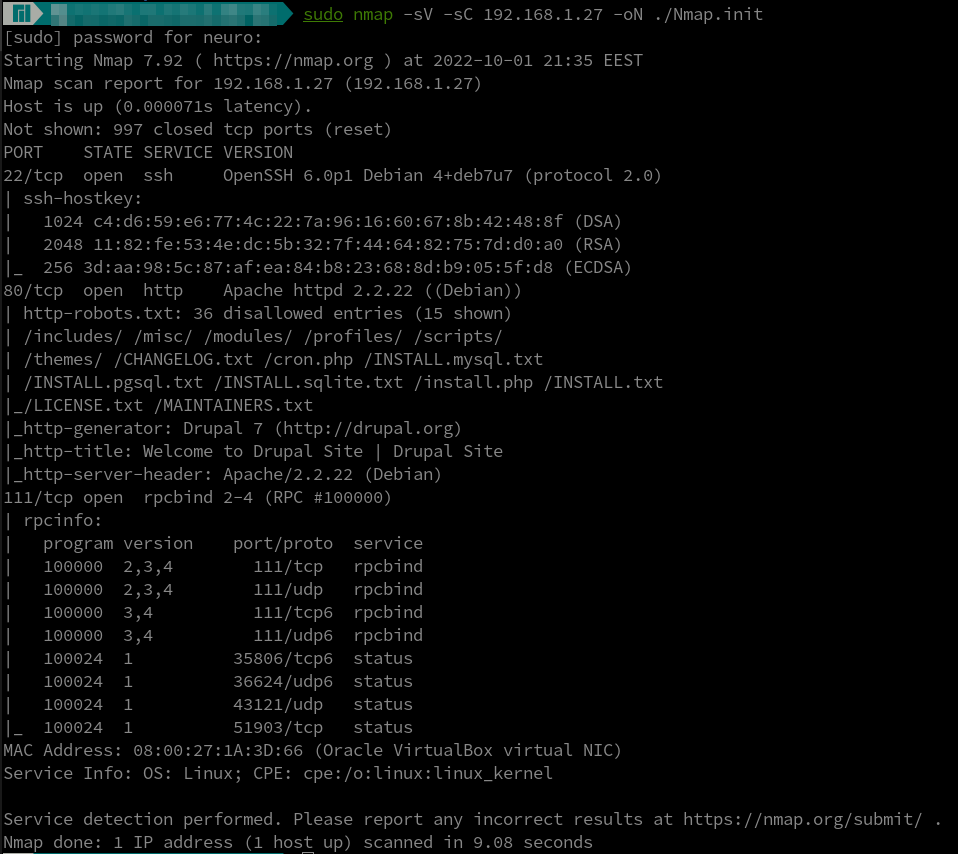 sudo nmap -sV -sC 192.168.1.27 -oN ./Nmap.init
[sudo] password for neuro:
Starting Nmap 7.92 ( https://nmap.org ) at 2022-10-01 21:35 EEST
Nmap scan report for 192.168.1.27 (192.168.1.27)
Host is up (0.000071s latency).
Not shown: 997 closed tcp ports (reset)
PORT    STATE SERVICE VERSION
22/tcp  open  ssh     OpenSSH 6.0p1 Debian 4+deb7u7 (protocol 2.0)
| ssh-hostkey:
|   1024 c4:d6:59:e6:77:4c:22:7a:96:16:60:67:8b:42:48:8f (DSA)
|   2048 11:82:fe:53:4e:dc:5b:32:7f:44:64:82:75:7d:d0:a0 (RSA)
|_  256 3d:aa:98:5c:87:af:ea:84:b8:23:68:8d:b9:05:5f:d8 (ECDSA)
80/tcp  open  http    Apache httpd 2.2.22 ((Debian))
| http-robots.txt: 36 disallowed entries (15 shown)
| /includes/ /misc/ /modules/ /profiles/ /scripts/
| /themes/ /CHANGELOG.txt /cron.php /INSTALL.mysql.txt
| /INSTALL.pgsql.txt /INSTALL.sqlite.txt /install.php /INSTALL.txt
|_/LICENSE.txt /MAINTAINERS.txt
|_http-generator: Drupal 7 (http://drupal.org)
|_http-title: Welcome to Drupal Site | Drupal Site
|_http-server-header: Apache/2.2.22 (Debian)
111/tcp open  rpcbind 2-4 (RPC #100000)
| rpcinfo:
|   program version    port/proto  service
|   100000  2,3,4        111/tcp   rpcbind
|   100000  2,3,4        111/udp   rpcbind
|   100000  3,4          111/tcp6  rpcbind
|   100000  3,4          111/udp6  rpcbind
|   100024  1          35806/tcp6  status
|   100024  1          36624/udp6  status
|   100024  1          43121/udp   status
|_  100024  1          51903/tcp   status
MAC Address: 08:00:27:1A:3D:66 (Oracle VirtualBox virtual NIC)
Service Info: OS: Linux; CPE: cpe:/o:linux:linux_kernel

Service detection performed. Please report any incorrect results at https://nmap.org/submit/ .
Nmap done: 1 IP address (1 host up) scanned in 9.08 seconds